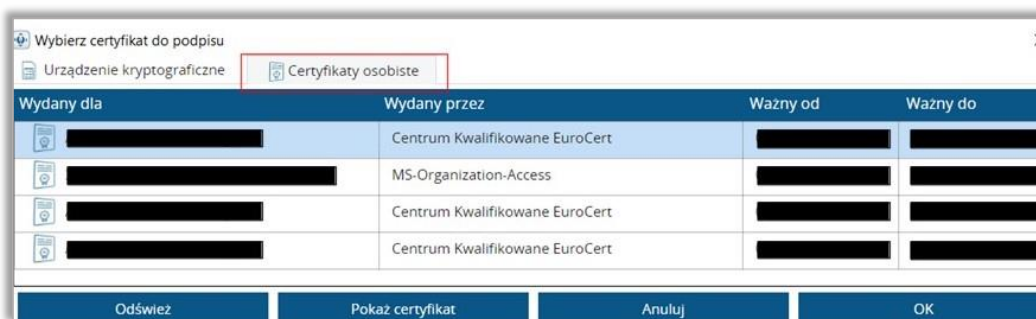 Wybierz certyfikat do podpisu
Urządzenie kryptograficzne Certyfikaty osobiste
Wydany dla Wydany przez Ważny od Ważny do
Centrum Kwalifikowane EuroCert
MS-Organization-Access
Centrum Kwalifikowane EuroCert
Centrum Kwalifikowane EuroCert
Odśwież Pokaż certyfikat Anuluj OK